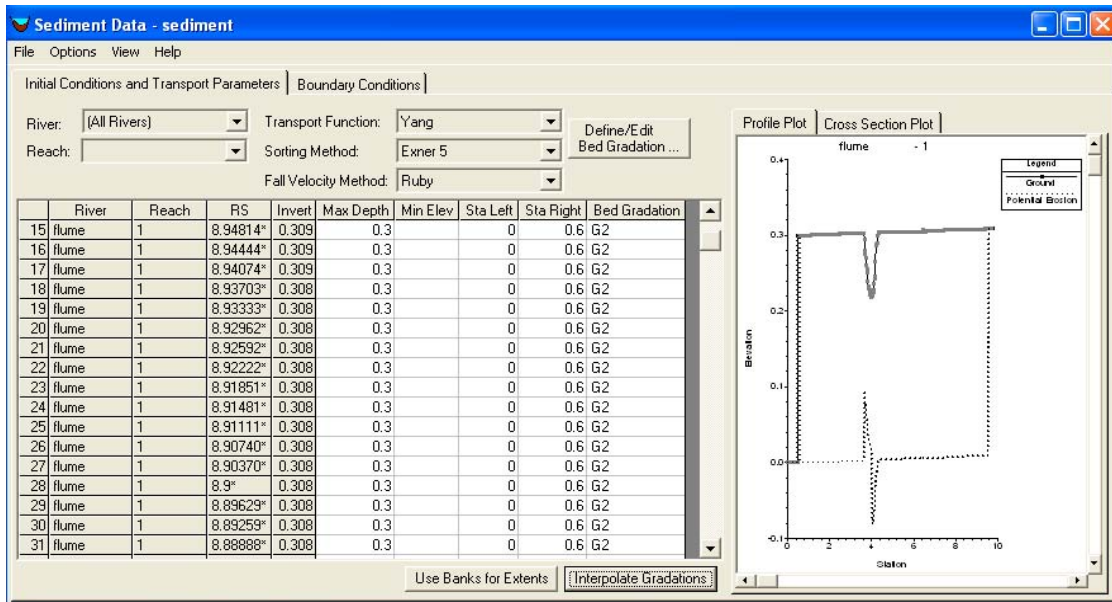 Sediment Data - sediment
File Options View Help
Initial Conditions and Transport Parameters Boundary Conditions
River: (All Rivers) Transport Function: Yang Define/Edit Bed Gradation ...
Reach: Sorting Method: Exner 5
Fall Velocity Method: Ruby
River Reach RS Invert Max Depth Min Elev Sta Left Sta Right Bed Gradation
15 flume 1 8.94814* 0.309 0.3 0 0.6 G2
16 flume 1 8.94444* 0.309 0.3 0 0.6 G2
17 flume 1 8.94074* 0.309 0.3 0 0.6 G2
18 flume 1 8.93703* 0.308 0.3 0 0.6 G2
19 flume 1 8.93333* 0.308 0.3 0 0.6 G2
20 flume 1 8.92962* 0.308 0.3 0 0.6 G2
21 flume 1 8.92592* 0.308 0.3 0 0.6 G2
22 flume 1 8.92222* 0.308 0.3 0 0.6 G2
23 flume 1 8.91851* 0.308 0.3 0 0.6 G2
24 flume 1 8.91481* 0.308 0.3 0 0.6 G2
25 flume 1 8.91111* 0.308 0.3 0 0.6 G2
26 flume 1 8.90740* 0.308 0.3 0 0.6 G2
27 flume 1 8.90370* 0.308 0.3 0 0.6 G2
28 flume 1 8.9* 0.308 0.3 0 0.6 G2
29 flume 1 8.89629* 0.308 0.3 0 0.6 G2
30 flume 1 8.89259* 0.308 0.3 0 0.6 G2
31 flume 1 8.88888* 0.308 0.3 0 0.6 G2
Use Banks for Extents Interpolate Gradations
Profile Plot Cross Section Plot
flume - 1
Legend
Ground
Potential Erosion
0.4
0.3
0.2
0.1
0.0
-0.1
Elevation
0 2 4 6 8 10
Station